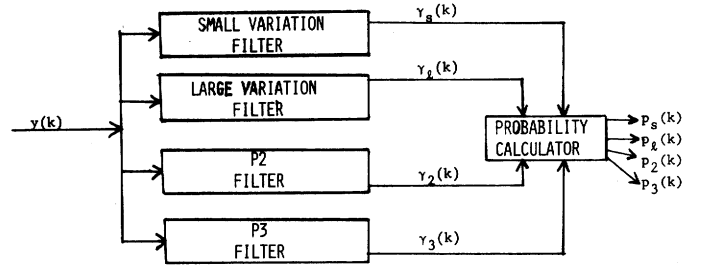 SMALL VARIATION
FILTER
γs(k)
LARGE VARIATION
FILTER
γℓ(k)
y(k)
PROBABILITY
CALCULATOR
ps(k)
pℓ(k)
p2(k)
p3(k)
P2
FILTER
γ2(k)
P3
FILTER
γ3(k)